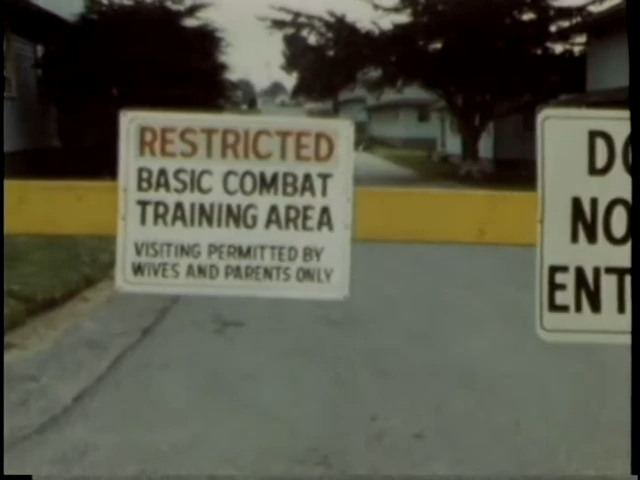 RESTRICTED
BASIC COMBAT
TRAINING AREA
VISITING PERMITTED BY
WIVES AND PARENTS ONLY
DO
NO
ENT